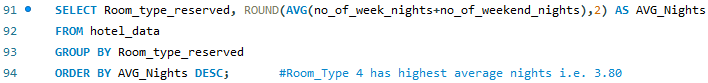 91 SELECT Room_type_reserved, ROUND(AVG(no_of_week_nights+no_of_weekend_nights),2) AS AVG_Nights
92 FROM hotel_data
93 GROUP BY Room_type_reserved
94 ORDER BY AVG_Nights DESC; #Room_Type 4 has highest average nights i.e. 3.80